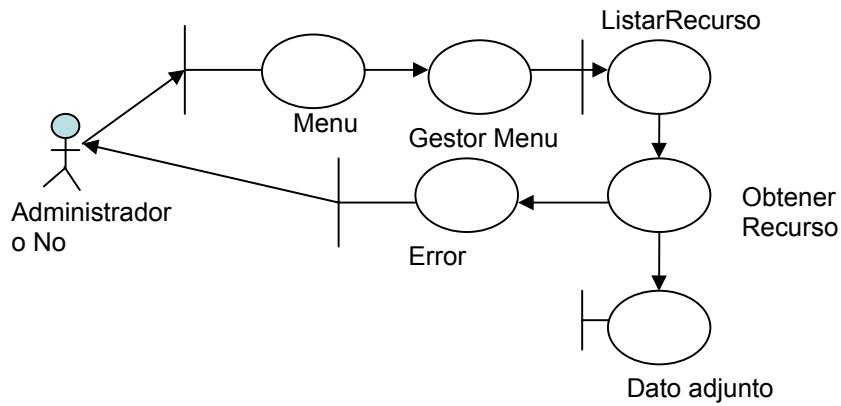 ListarRecurso
Menu
Gestor Menu
Administrador
o No
Error
Obtener
Recurso
Dato adjunto